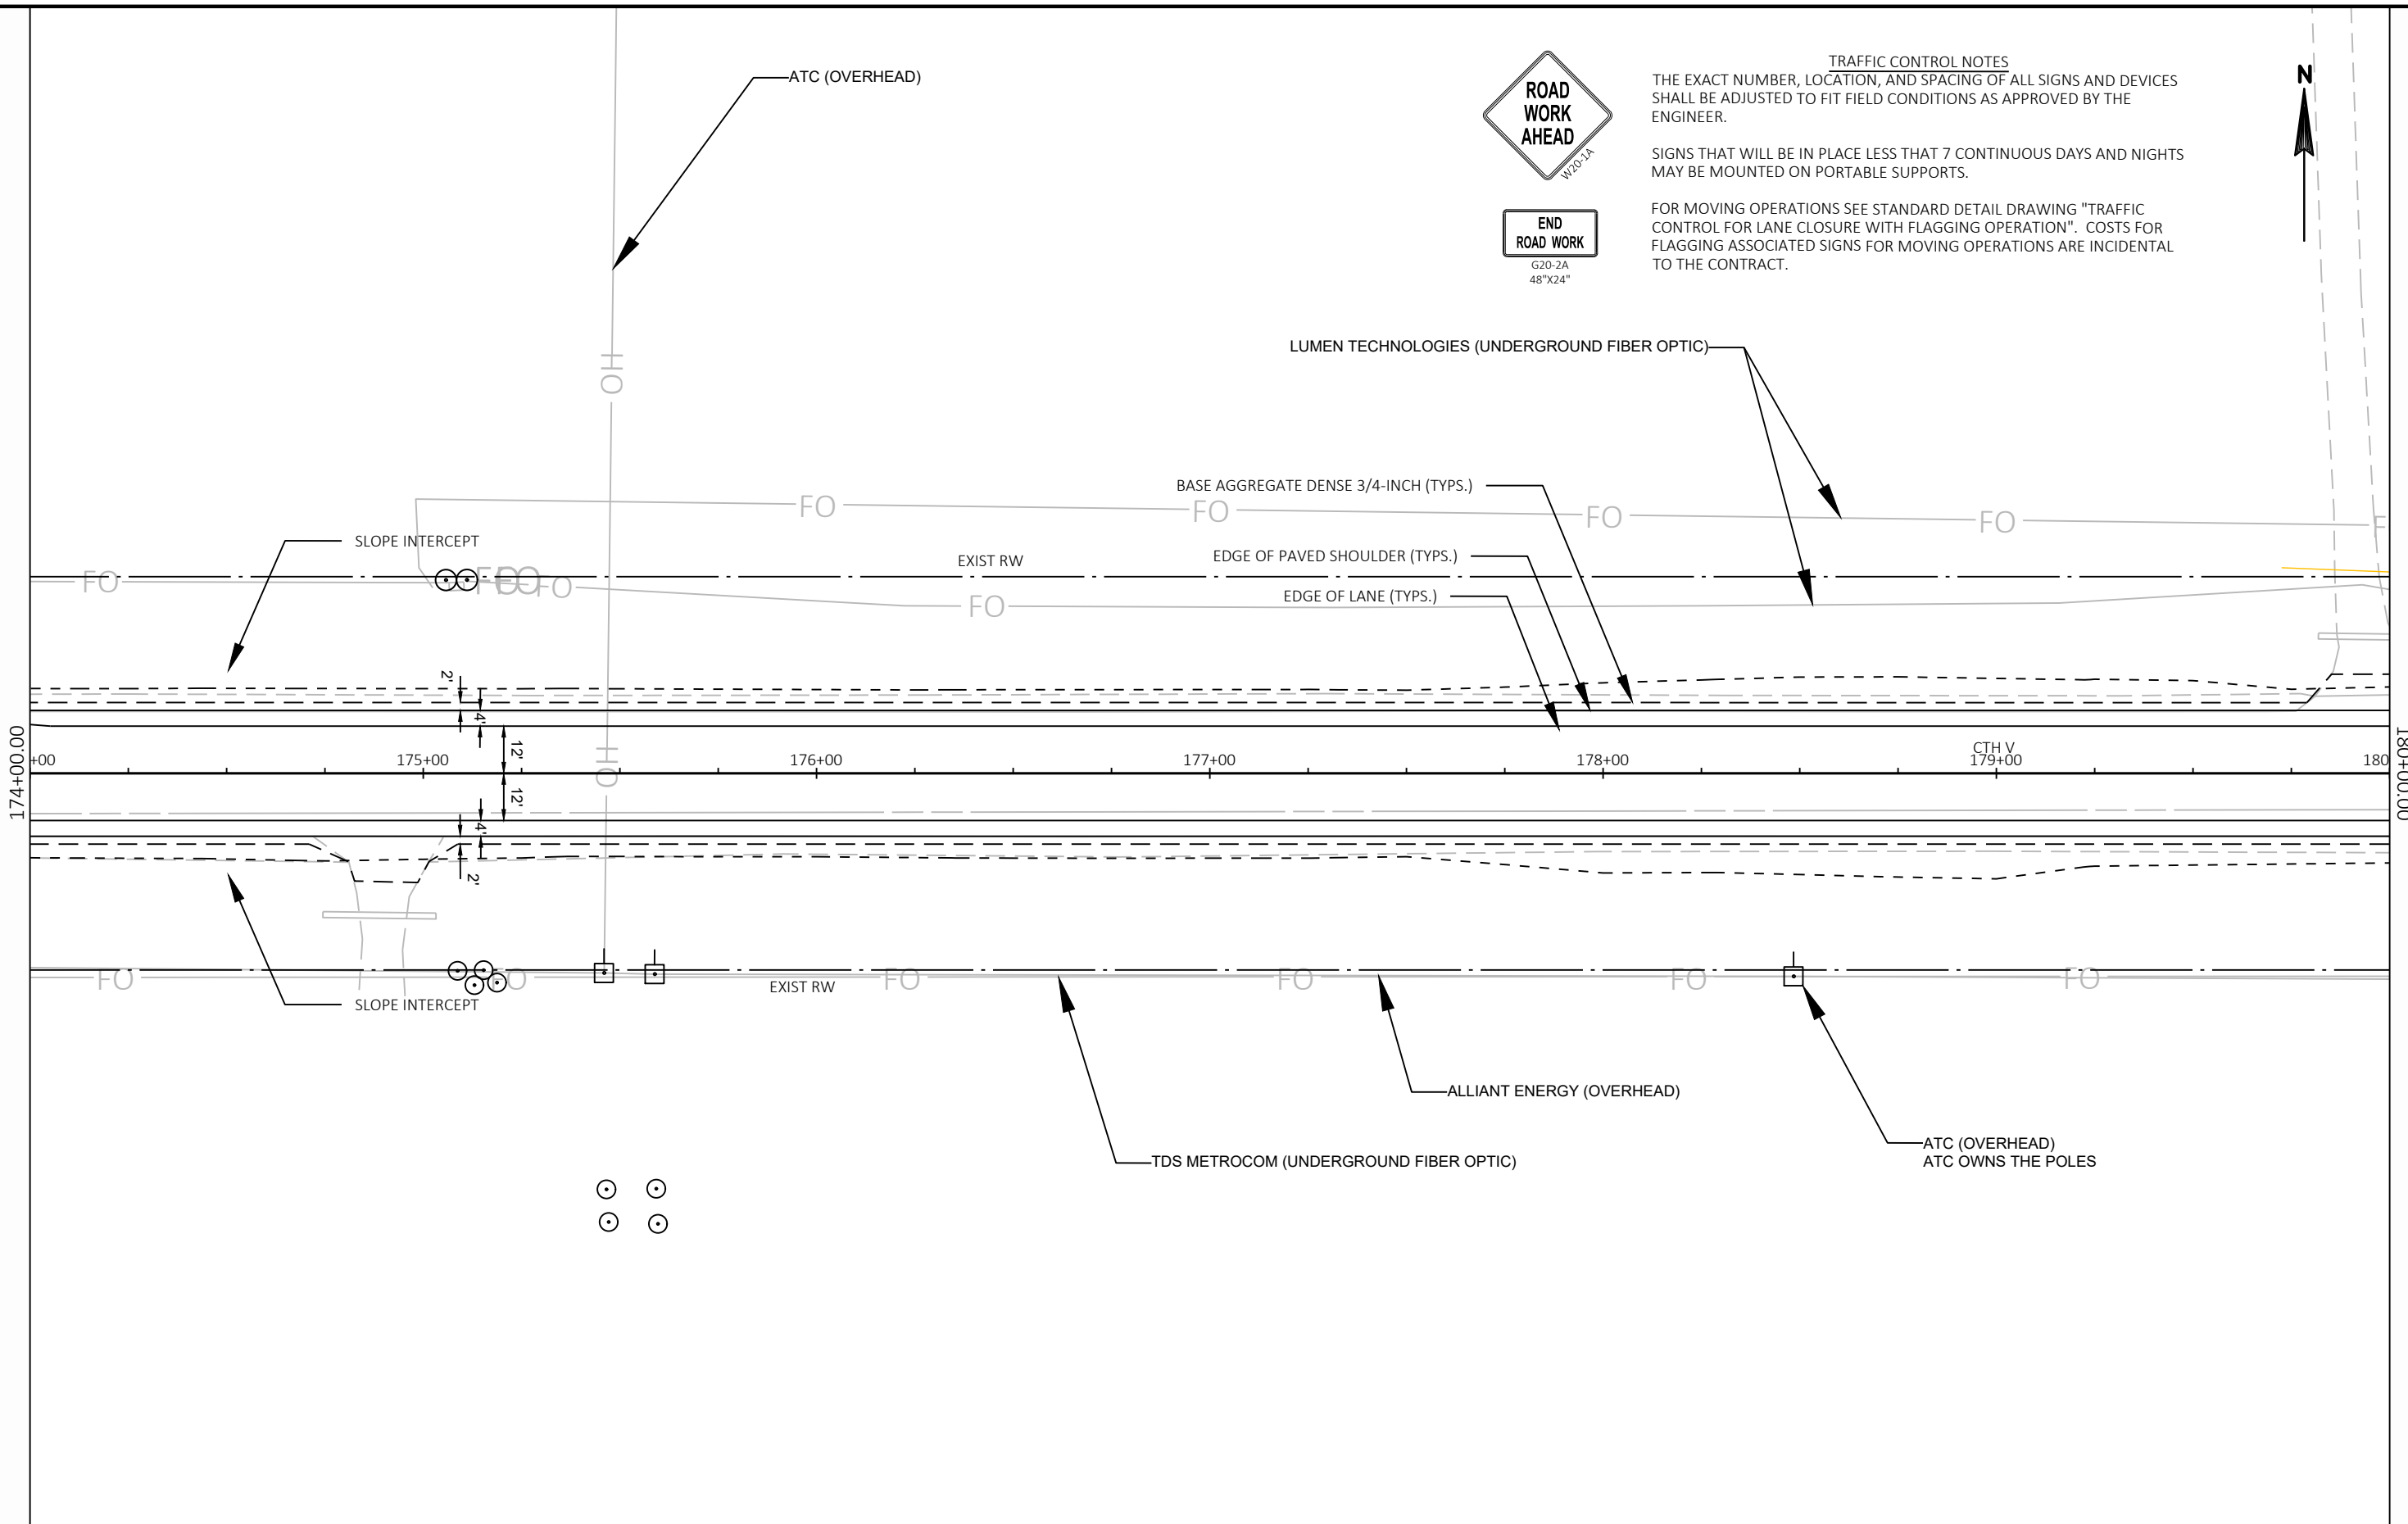 ATC (OVERHEAD)
ROAD
WORK
AHEAD
W20-1A
END
ROAD WORK
G20-2A
48"X24"
TRAFFIC CONTROL NOTES
THE EXACT NUMBER, LOCATION, AND SPACING OF ALL SIGNS AND DEVICES
SHALL BE ADJUSTED TO FIT FIELD CONDITIONS AS APPROVED BY THE
ENGINEER.
SIGNS THAT WILL BE IN PLACE LESS THAT 7 CONTINUOUS DAYS AND NIGHTS
MAY BE MOUNTED ON PORTABLE SUPPORTS.
FOR MOVING OPERATIONS SEE STANDARD DETAIL DRAWING "TRAFFIC
CONTROL FOR LANE CLOSURE WITH FLAGGING OPERATION".  COSTS FOR
FLAGGING ASSOCIATED SIGNS FOR MOVING OPERATIONS ARE INCIDENTAL
TO THE CONTRACT.
N
OH
LUMEN TECHNOLOGIES (UNDERGROUND FIBER OPTIC)
BASE AGGREGATE DENSE 3/4-INCH (TYPS.)
FO
FO
FO
FO
F
SLOPE INTERCEPT
EXIST RW
EDGE OF PAVED SHOULDER (TYPS.)
FO
FO
FO
FO
EDGE OF LANE (TYPS.)
FO
2'
4'
12'
OH
174+00.00
+00
175+00
176+00
177+00
178+00
CTH V
179+00
180
180+00.00
12'
4'
2'
FO
FO
FO
FO
FO
FO
EXIST RW
SLOPE INTERCEPT
ALLIANT ENERGY (OVERHEAD)
TDS METROCOM (UNDERGROUND FIBER OPTIC)
ATC (OVERHEAD)
ATC OWNS THE POLES